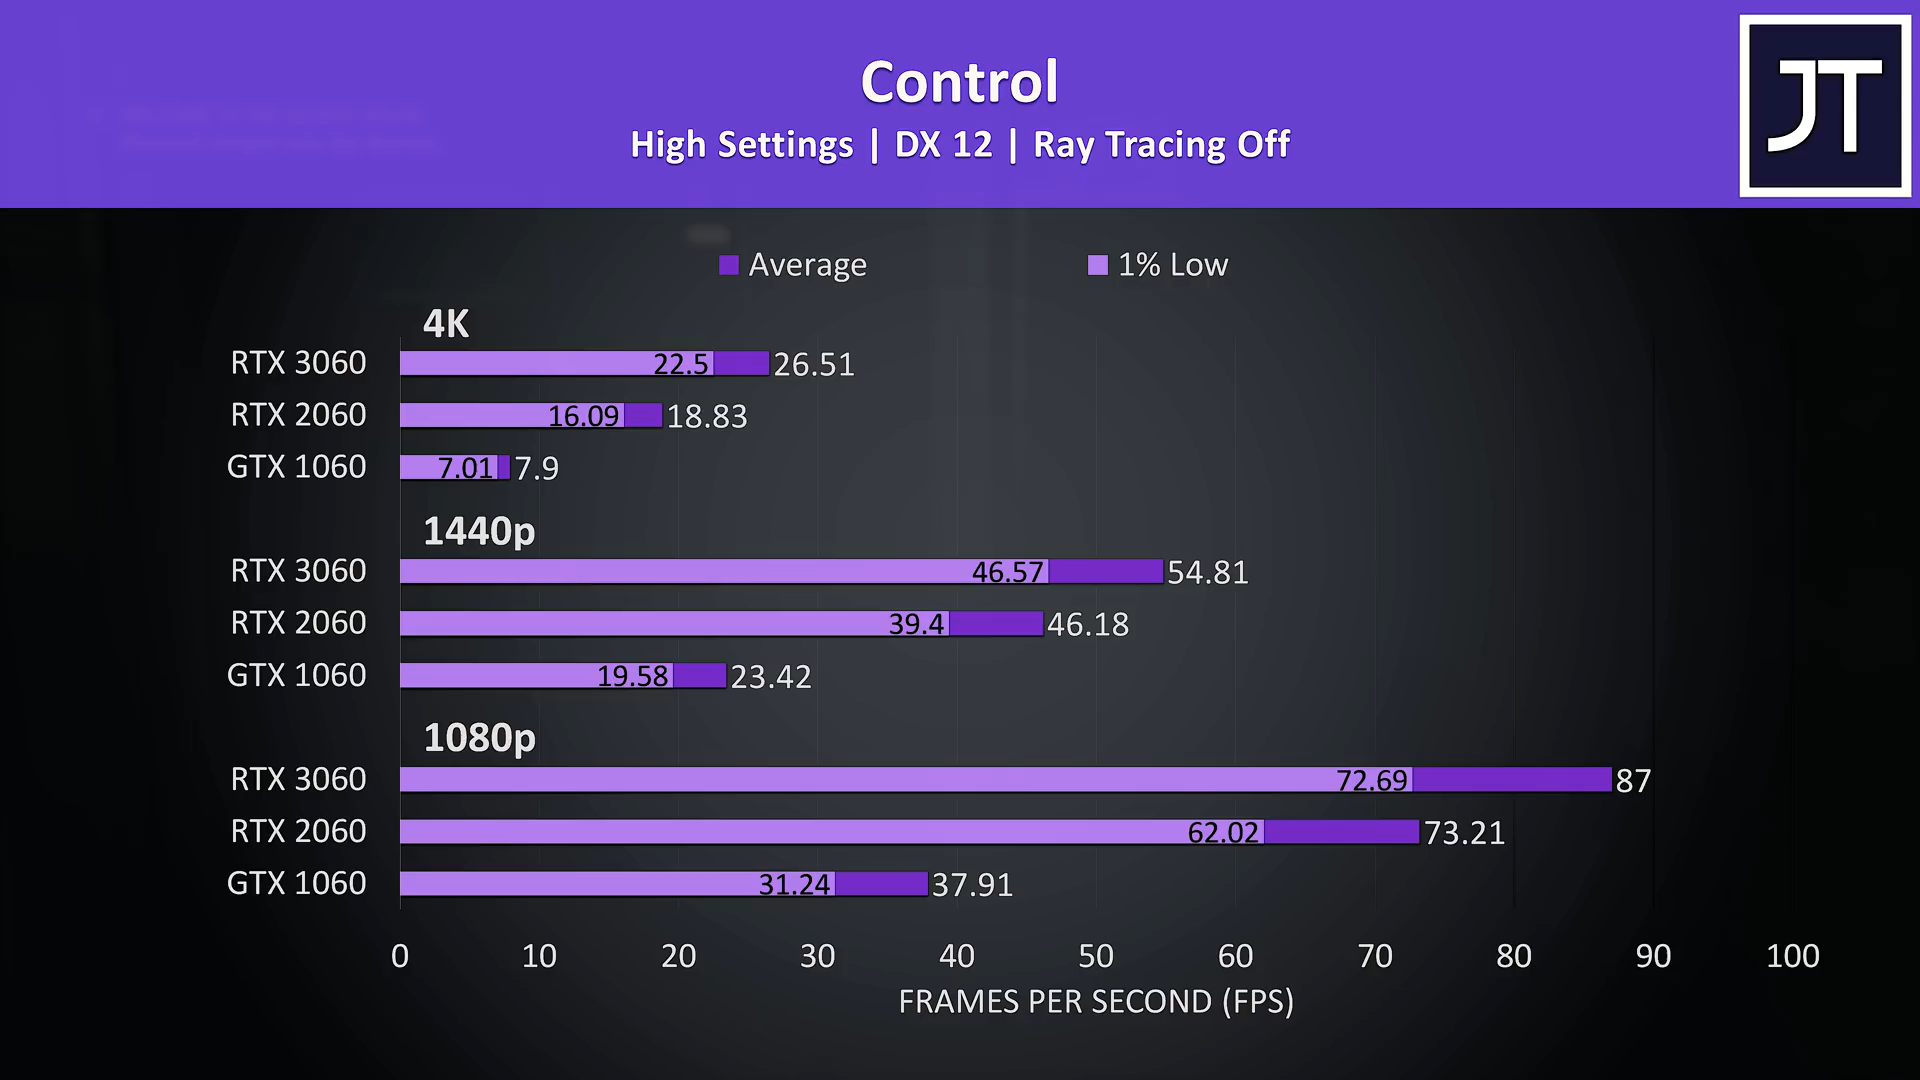 Control
High Settings | DX 12 | Ray Tracing Off
JT
Average
1% Low
4K
RTX 3060 22.5 26.51
RTX 2060 16.09 18.83
GTX 1060 7.01 7.9
1440p
RTX 3060 46.57 54.81
RTX 2060 39.4 46.18
GTX 1060 19.58 23.42
1080p
RTX 3060 72.69 87
RTX 2060 62.02 73.21
GTX 1060 31.24 37.91
0 10 20 30 40 50 60 70 80 90 100
FRAMES PER SECOND (FPS)